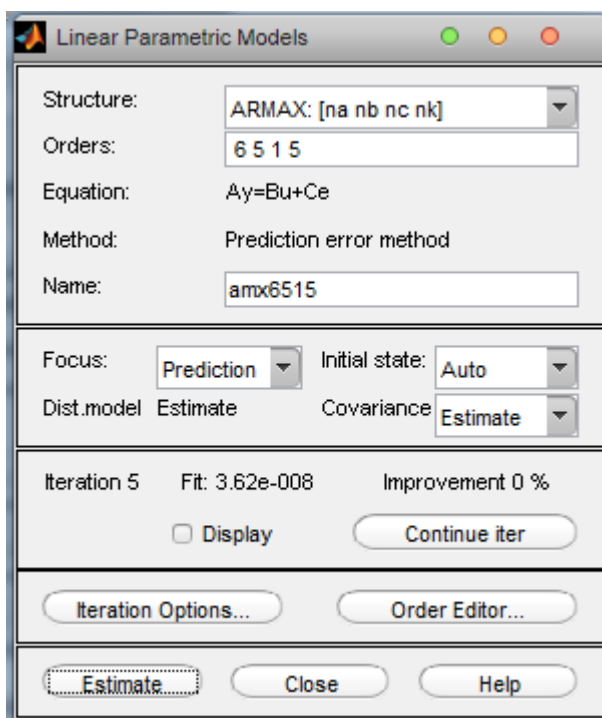 Linear Parametric Models
Structure: ARMAX: [na nb nc nk]
Orders: 6 5 1 5
Equation: Ay=Bu+Ce
Method: Prediction error method
Name: amx6515
Focus: Prediction Initial state: Auto
Dist.model Estimate Covariance Estimate
Iteration 5 Fit: 3.62e-008 Improvement 0 %
Display Continue iter
Iteration Options... Order Editor...
Estimate Close Help